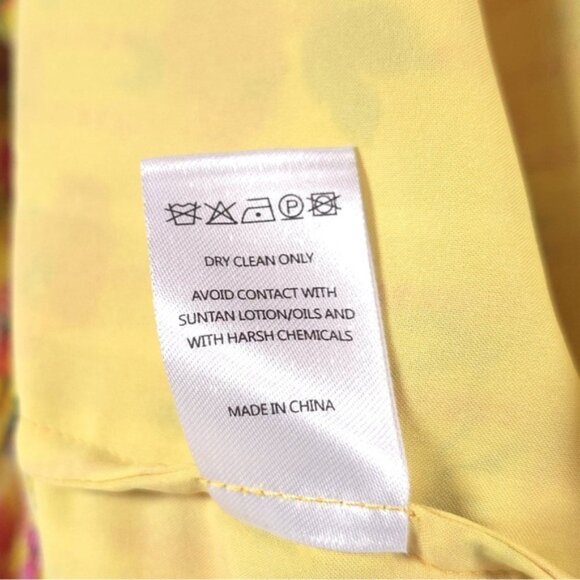 P
DRY CLEAN ONLY
AVOID CONTACT WITH
SUNTAN LOTION/OILS AND
WITH HARSH CHEMICALS
MADE IN CHINA